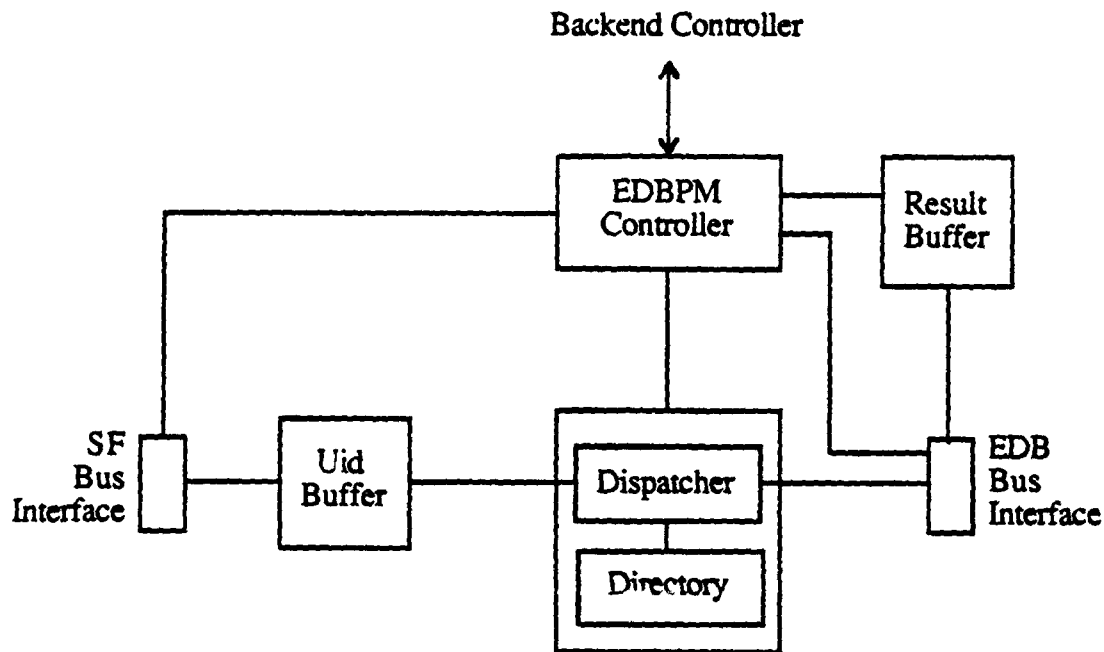 Backend Controller
EDBPM
Controller
Result
Buffer
SF
Bus
Interface
Uid
Buffer
Dispatcher
Directory
EDB
Bus
Interface